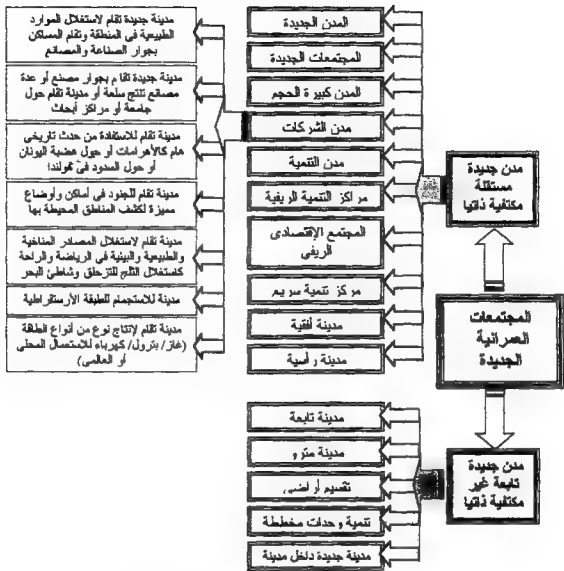 المجتمعات
العمرانية
الجديدة
مدن جديدة
مستقلة
مكتفية ذاتيا
المدن الجديدة
المجتمعات الجديدة
المدن كبيرة الحجم
مدن الشركات
مدن التنمية
مراكز التنمية الريفية
المجتمع الإقتصادى
الريفى
مركز تنمية سريع
مدينة أفقية
مدينة رأسية
مدينة جديدة تقام لاستغلال الموارد
الطبيعية فى المنطقة وتقام المساكن
بجوار الصناعة والمصانع
مدينة جديدة تقام بجوار مصنع أو عدة
مصانع تنتج سلعة أو مدينة تقام حول
جامعة أو مراكز أبحاث
مدينة تقام للاستفادة من حدث تاريخى
هام كالأهرامات أو حول هضبة اليونان
أو حول السدود فى هولندا
مدينة تقام للجنود فى أماكن وأوضاع
مميزة لكشف المناطق المحيطة بها
مدينة تقام لاستغلال المصادر المناخية
والطبيعية والبيئية فى الرياضة والراحة
كاستغلال الثلج للتزحلق وشاطئ البحر
مدينة للاستجمام للطبقة الأرستقراطية
مدينة تقام لإنتاج نوع من أنواع الطاقة
(غاز/ بترول/ كهرباء للاستعمال المحلى
أو العالمى)
مدن جديدة
تابعة غير
مكتفية ذاتيا
مدينة تابعة
مدينة مترو
تقسيم أراضى
تنمية وحدات مخططة
مدينة جديدة داخل مدينة